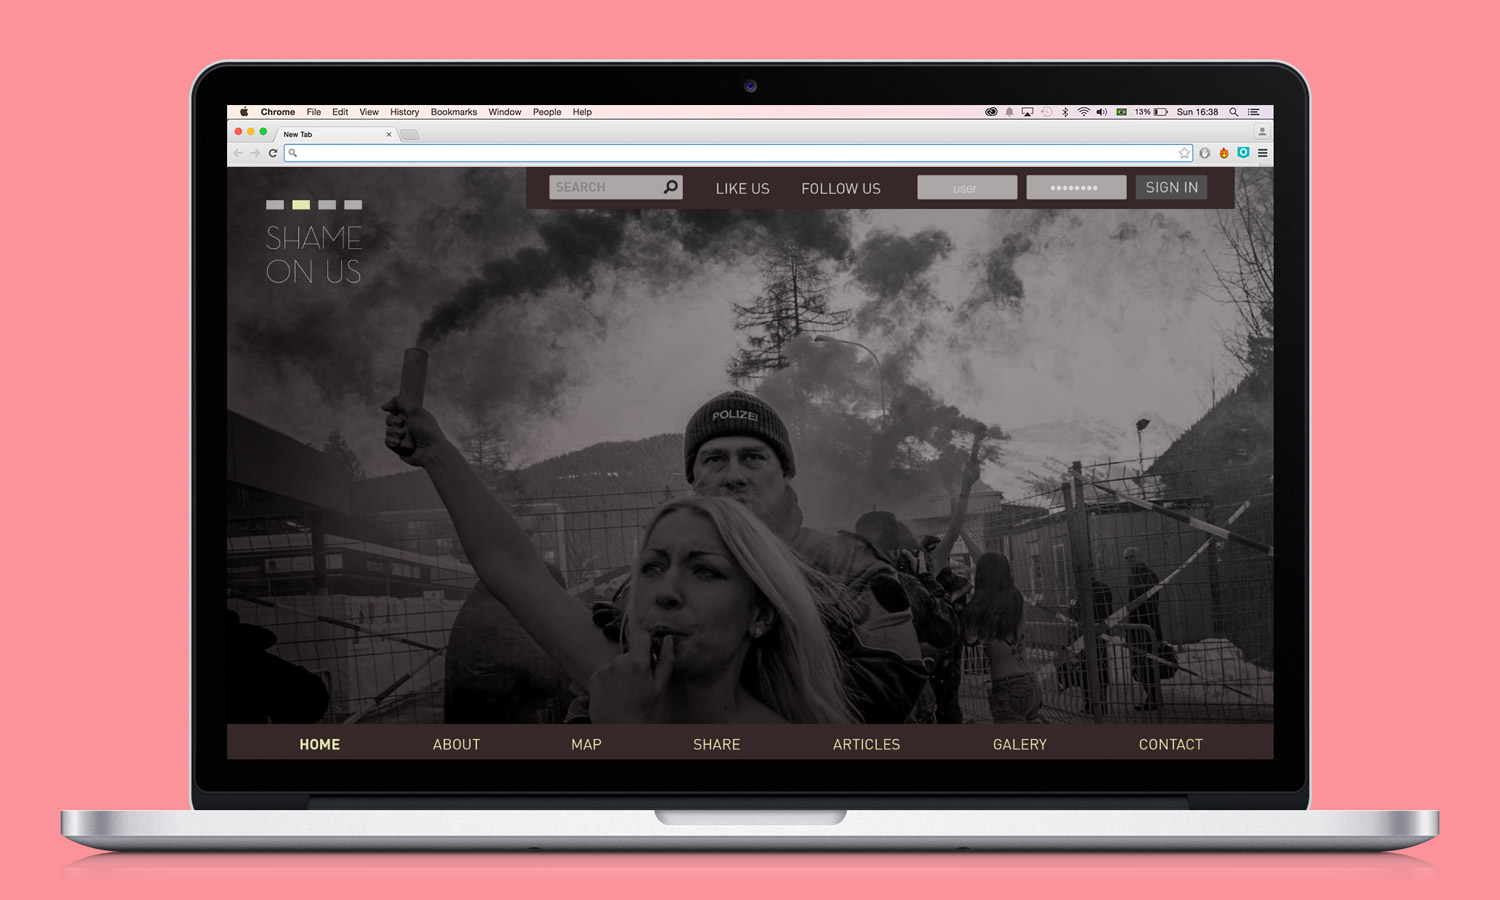 Chrome File Edit View History Bookmarks Window People Help 13% Sun 16:38
New Tab
SEARCH LIKE US FOLLOW US user •••••••• SIGN IN
SHAME
ON US
POLIZEI
HOME ABOUT MAP SHARE ARTICLES GALERY CONTACT